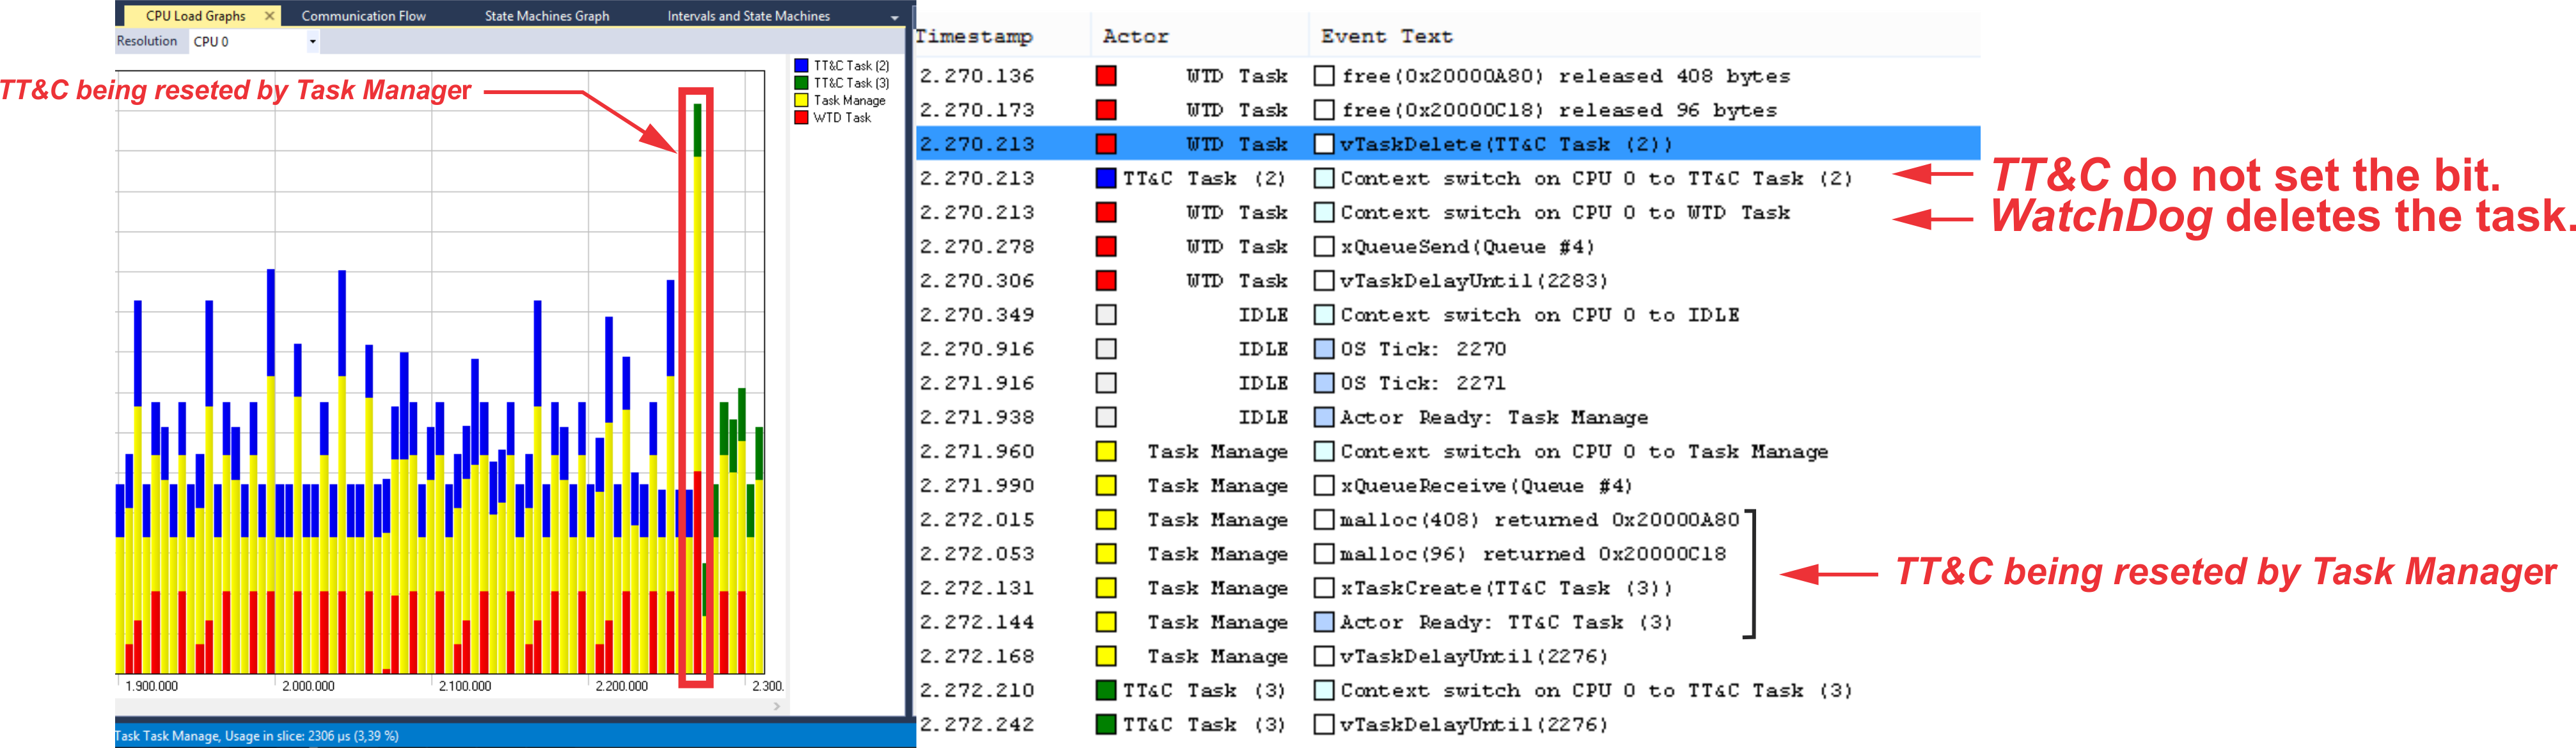 CPU Load Graphs × Communication Flow State Machines Graph Intervals and State Machines
Resolution CPU 0
TT&C Task (2)
TT&C Task (3)
Task Manage
WTD Task
TT&C being reseted by Task Manager
1.900.000 2.000.000 2.100.000 2.200.000 2.300.
Task Task Manage, Usage in slice: 2306 µs (3,39 %)
Timestamp Actor Event Text
2.270.136 WTD Task free(0x20000A80) released 408 bytes
2.270.173 WTD Task free(0x20000C18) released 96 bytes
2.270.213 WTD Task vTaskDelete(TT&C Task (2))
2.270.213 TT&C Task (2) Context switch on CPU 0 to TT&C Task (2)
2.270.213 WTD Task Context switch on CPU 0 to WTD Task
2.270.278 WTD Task xQueueSend(Queue #4)
2.270.306 WTD Task vTaskDelayUntil(2283)
2.270.349 IDLE Context switch on CPU 0 to IDLE
2.270.916 IDLE OS Tick: 2270
2.271.916 IDLE OS Tick: 2271
2.271.938 IDLE Actor Ready: Task Manage
2.271.960 Task Manage Context switch on CPU 0 to Task Manage
2.271.990 Task Manage xQueueReceive(Queue #4)
2.272.015 Task Manage malloc(408) returned 0x20000A80
2.272.053 Task Manage malloc(96) returned 0x20000C18
2.272.131 Task Manage xTaskCreate(TT&C Task (3))
2.272.144 Task Manage Actor Ready: TT&C Task (3)
2.272.168 Task Manage vTaskDelayUntil(2276)
2.272.210 TT&C Task (3) Context switch on CPU 0 to TT&C Task (3)
2.272.242 TT&C Task (3) vTaskDelayUntil(2276)
TT&C do not set the bit.
WatchDog deletes the task.
TT&C being reseted by Task Manager